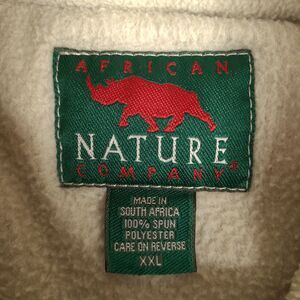 AFRICAN
NATURE
COMPANY®
MADE IN
SOUTH AFRICA
100% SPUN
POLYESTER
CARE ON REVERSE
XXL